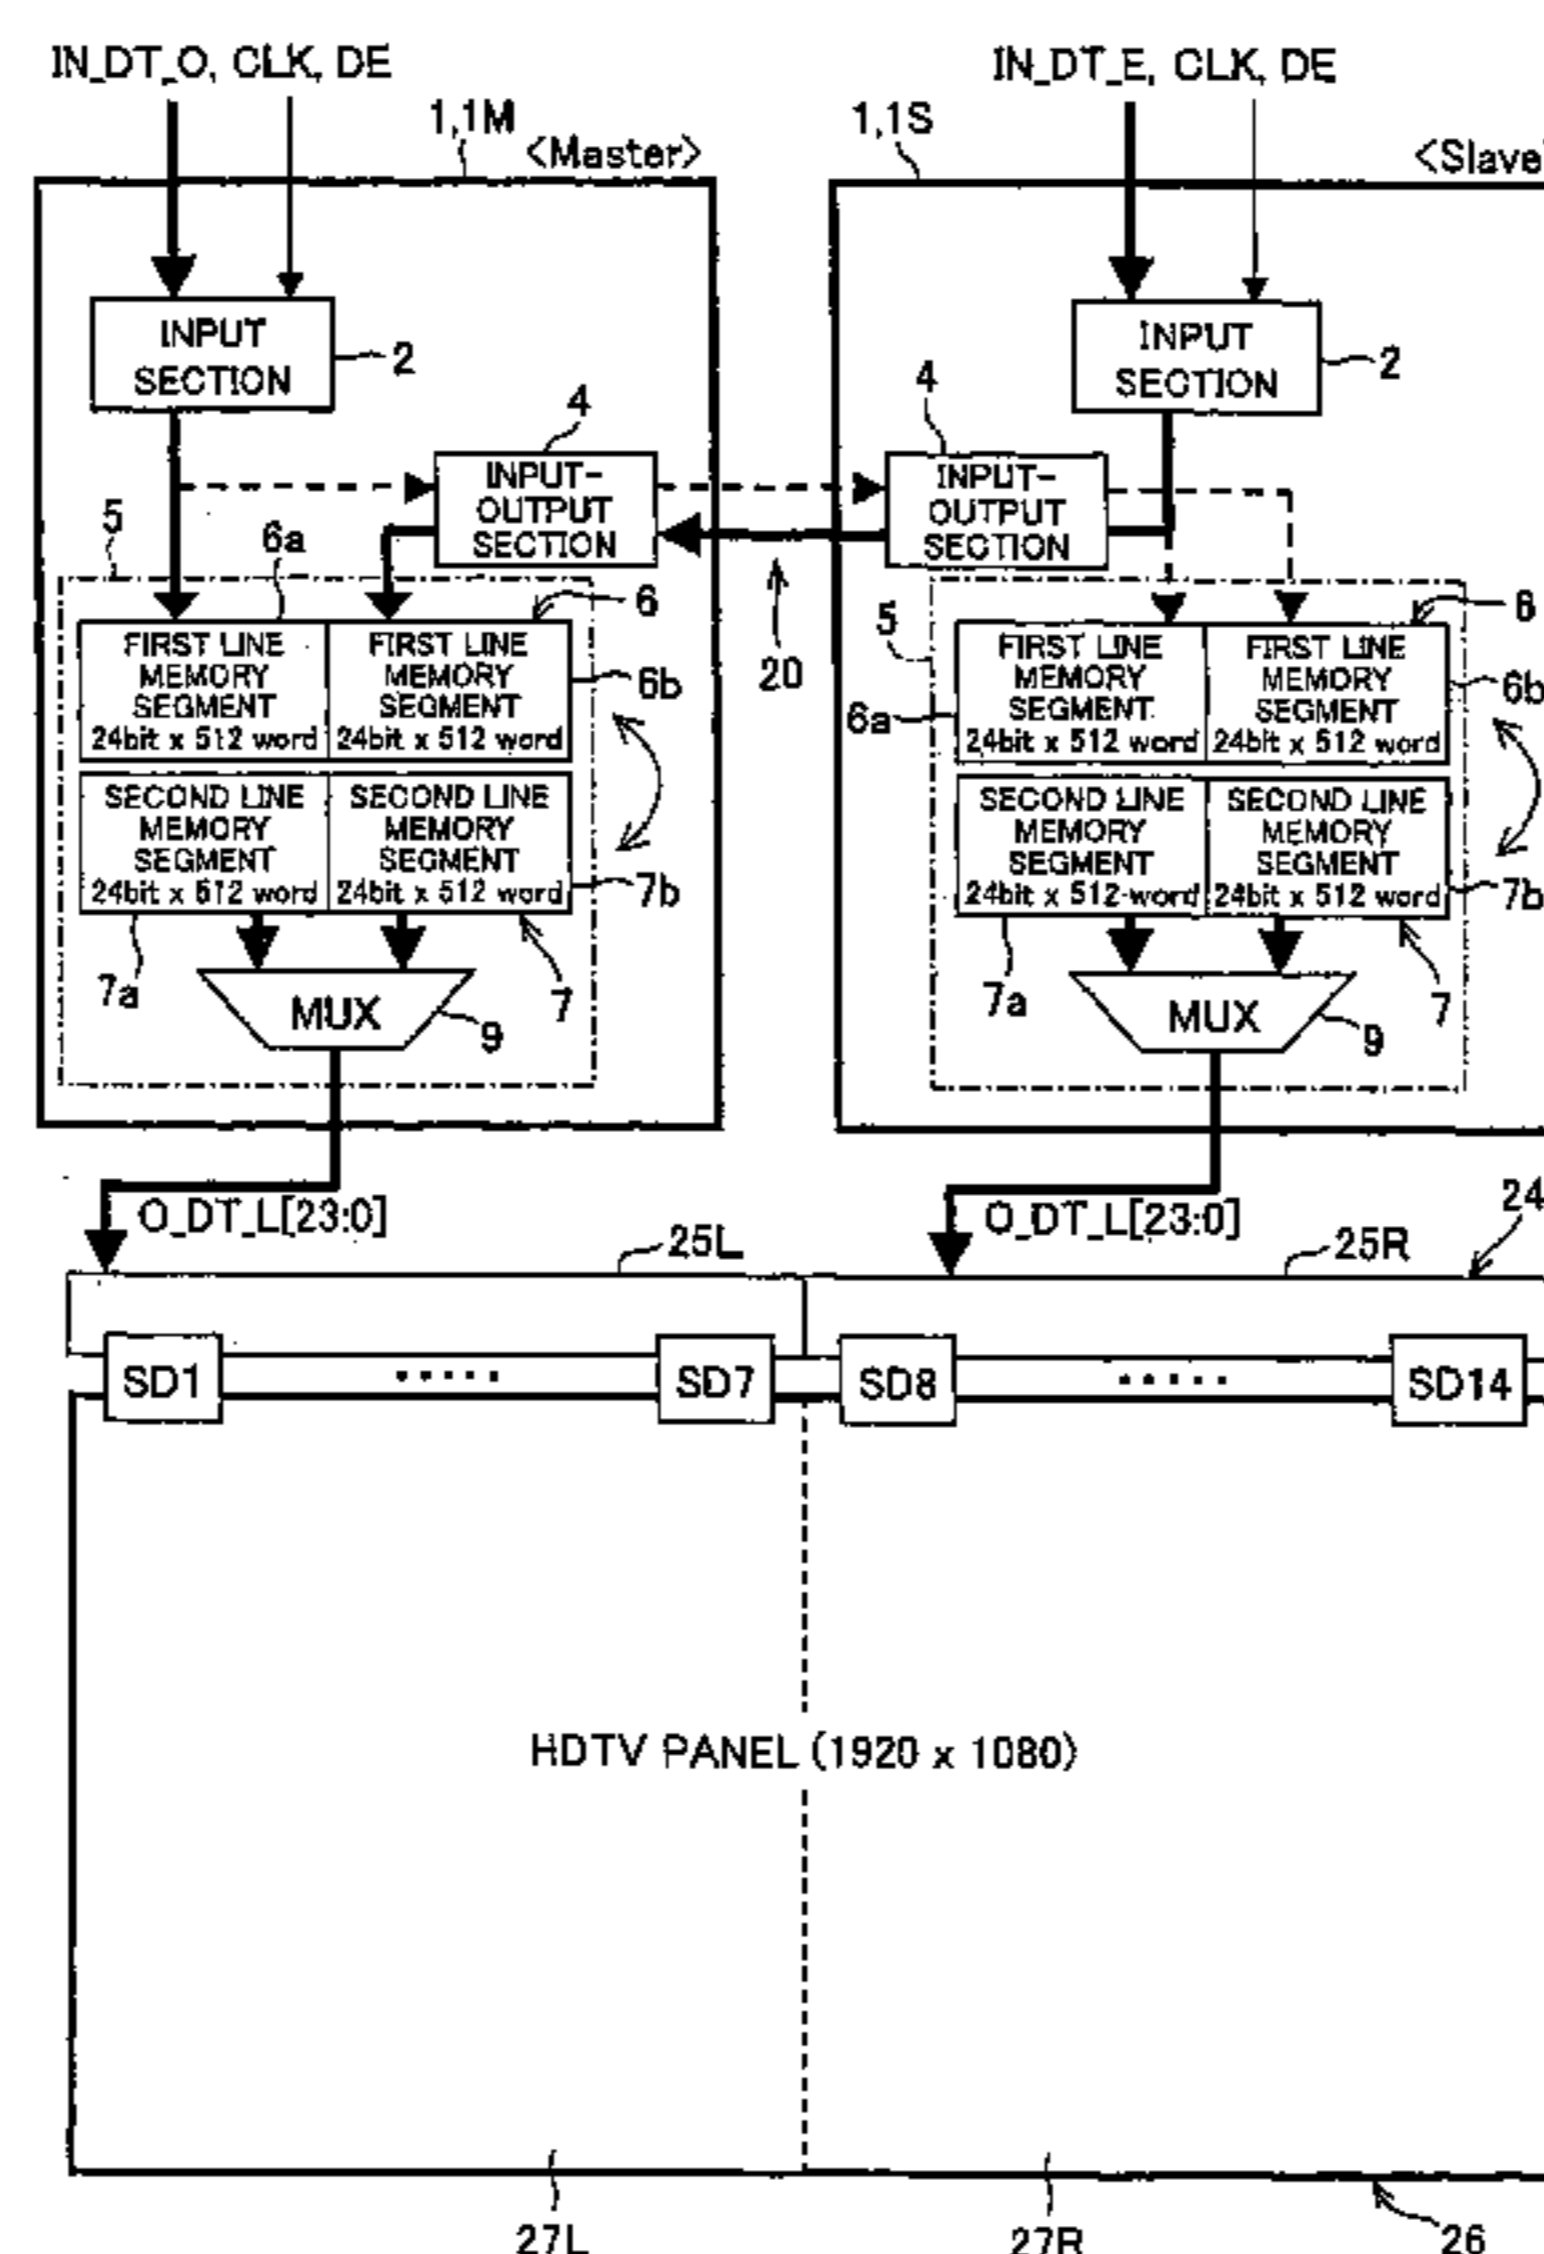 IN_DT_O, CLK, DE
IN_DT_E, CLK, DE
1,1M
<Master>
1,1S
<Slave
INPUT
SECTION
2
INPUT
SECTION
2
4
INPUT-
OUTPUT
SECTION
4
INPUT-
OUTPUT
SECTION
20
5
6a
6
6b
FIRST LINE
MEMORY
SEGMENT
24bit x 512 word
FIRST LINE
MEMORY
SEGMENT
24bit x 512 word
SECOND LINE
MEMORY
SEGMENT
24bit x 512 word
SECOND LINE
MEMORY
SEGMENT
24bit x 512 word
7b
7a
MUX
9
7
5
6
6a
6b
FIRST LINE
MEMORY
SEGMENT
24bit x 512 word
FIRST LINE
MEMORY
SEGMENT
24bit x 512 word
SECOND LINE
MEMORY
SEGMENT
24bit x 512 word
SECOND LINE
MEMORY
SEGMENT
24bit x 512 word
7b
7a
MUX
9
7
O_DT_L[23:0]
25L
O_DT_L[23:0]
25R
24
SD1
.....
SD7
SD8
.....
SD14
HDTV PANEL (1920 x 1080)
27L
27R
26